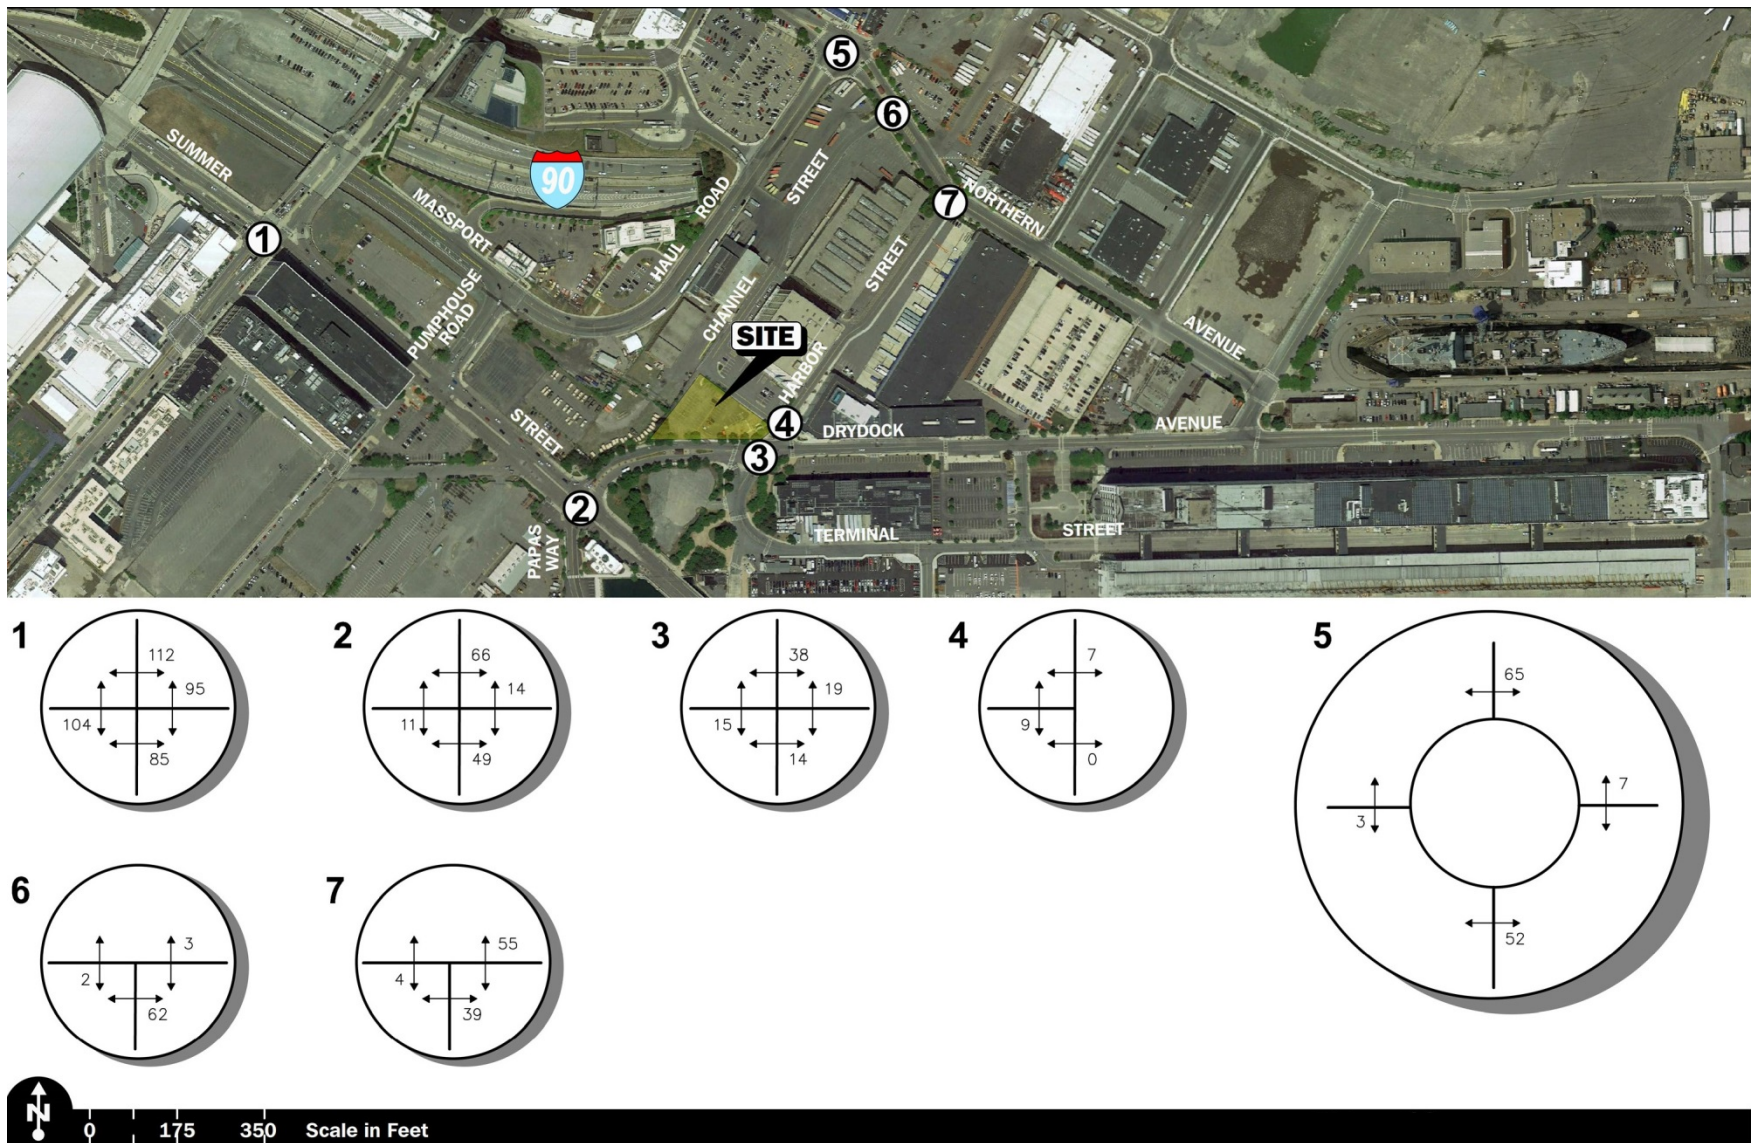 5
6
SUMMER
90
STREET
ROAD
MASSPORT
NORTHERN
7
1
HAUL
STREET
PUMPHOUSE
ROAD
CHANNEL
SITE
HARBOR
AVENUE
STREET
4
DRYDOCK
AVENUE
3
2
PAPAS
WAY
TERMINAL
STREET
1
112
95
104
85
2
66
14
11
49
3
38
19
15
14
4
7
9
0
5
65
7
3
52
6
3
2
62
7
55
4
39
N
0 175 350 Scale in Feet